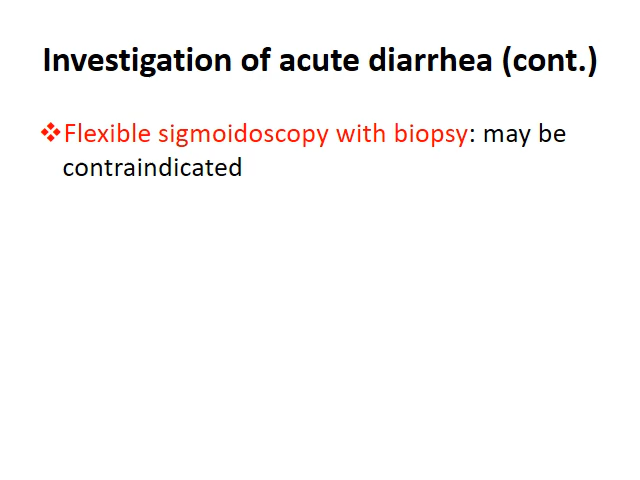 Investigation of acute diarrhea (cont.)
❖Flexible sigmoidoscopy with biopsy: may be
contraindicated